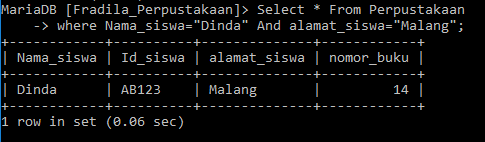 MariaDB [Fradila_Perpustakaan]> Select * From Perpustakaan
    -> where Nama_siswa="Dinda" And alamat_siswa="Malang";
+------------+----------+--------------+------------+
| Nama_siswa | Id_siswa | alamat_siswa | nomor_buku |
+------------+----------+--------------+------------+
| Dinda      | AB123    | Malang       |         14 |
+------------+----------+--------------+------------+
1 row in set (0.06 sec)